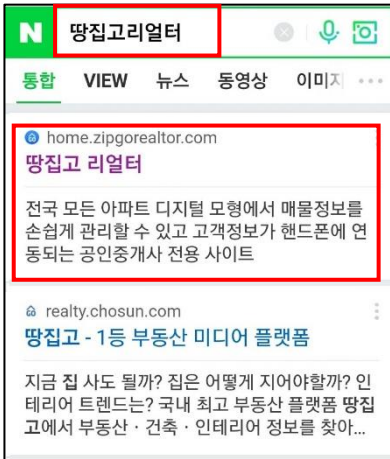 N 땅집고리얼터
통합 VIEW 뉴스 동영상 이미지
home.zipgorealtor.com
땅집고 리얼터
전국 모든 아파트 디지털 모형에서 매물정보를
손쉽게 관리할 수 있고 고객정보가 핸드폰에 연
동되는 공인중개사 전용 사이트
realty.chosun.com
땅집고 - 1등 부동산 미디어 플랫폼
지금 집 사도 될까? 집은 어떻게 지어야할까? 인
테리어 트렌드는? 국내 최고 부동산 플랫폼 땅집
고에서 부동산 · 건축 · 인테리어 정보를 찾아...